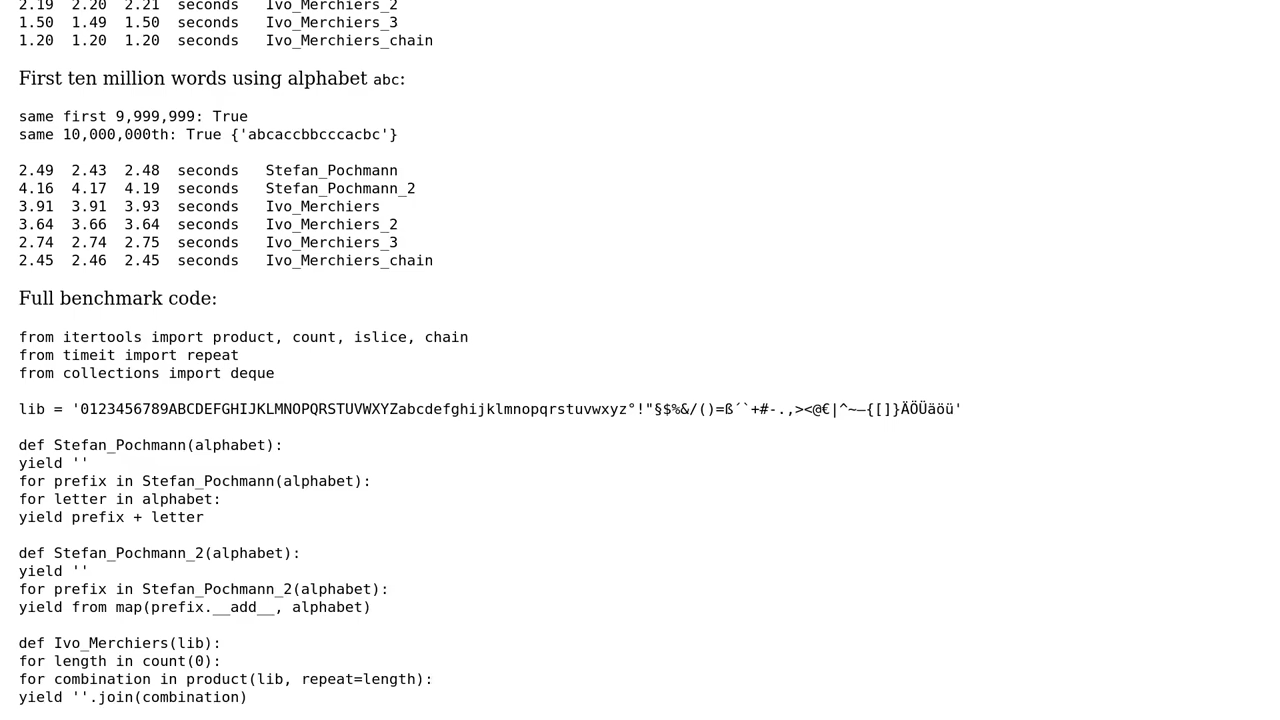 2.19  2.20  2.21  seconds   Ivo_Merchiers_2
1.50  1.49  1.50  seconds   Ivo_Merchiers_3
1.20  1.20  1.20  seconds   Ivo_Merchiers_chain
First ten million words using alphabet abc:
same first 9,999,999: True
same 10,000,000th: True {'abcaccbbcccacbc'}
2.49  2.43  2.48  seconds   Stefan_Pochmann
4.16  4.17  4.19  seconds   Stefan_Pochmann_2
3.91  3.91  3.93  seconds   Ivo_Merchiers
3.64  3.66  3.64  seconds   Ivo_Merchiers_2
2.74  2.74  2.75  seconds   Ivo_Merchiers_3
2.45  2.46  2.45  seconds   Ivo_Merchiers_chain
Full benchmark code:
from itertools import product, count, islice, chain
from timeit import repeat
from collections import deque
lib = '0123456789ABCDEFGHIJKLMNOPQRSTUVWXYZabcdefghijklmnopqrstuvwxyz°!"§$%&/()=ß´`+#-.,><@€|^~–{[]}ÄÖÜäöü'
def Stefan_Pochmann(alphabet):
yield ''
for prefix in Stefan_Pochmann(alphabet):
for letter in alphabet:
yield prefix + letter
def Stefan_Pochmann_2(alphabet):
yield ''
for prefix in Stefan_Pochmann_2(alphabet):
yield from map(prefix.__add__, alphabet)
def Ivo_Merchiers(lib):
for length in count(0):
for combination in product(lib, repeat=length):
yield ''.join(combination)